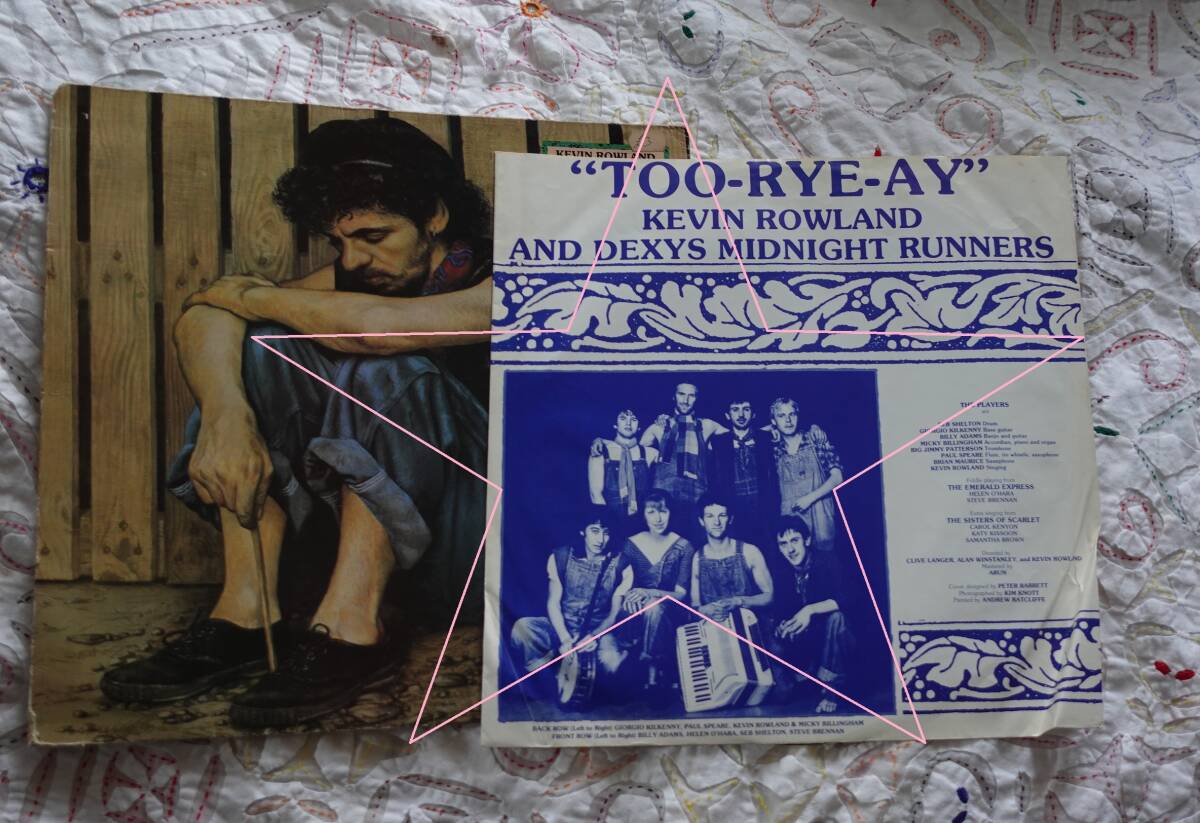 KEVIN ROWLAND
"TOO-RYE-AY"
KEVIN ROWLAND
AND DEXYS MIDNIGHT RUNNERS
THE PLAYERS
are
SEB SHELTON Drum
GIORGIO KILKENNY Bass guitar
BILLY ADAMS Banjo and guitar
MICKY BILLINGHAM Accordian, piano and organ
BIG JIMMY PATTERSON Trombone
PAUL SPEARE Flute, tin whistle, saxophone
BRIAN MAURICE Saxophone
KEVIN ROWLAND Singing
Fiddle playing from
THE EMERALD EXPRESS
HELEN O'HARA
STEVE BRENNAN
Extra singing from
THE SISTERS OF SCARLET
CAROL KENYON
KATY KISSOON
SAMANTHA BROWN
CLIVE LANGER, ALAN WINSTANLEY, and KEVIN ROWLAND
Mastered by
ARUN
Cover designed by PETER BARRETT
Photographed by KIM KNOTT
Painted by ANDREW RATCLIFFE
BACK ROW (Left to Right) GIORGIO KILKENNY, PAUL SPEARE, KEVIN ROWLAND & MICKY BILLINGHAM
FRONT ROW (Left to Right) BILLY ADAMS, HELEN O'HARA, SEB SHELTON, STEVE BRENNAN